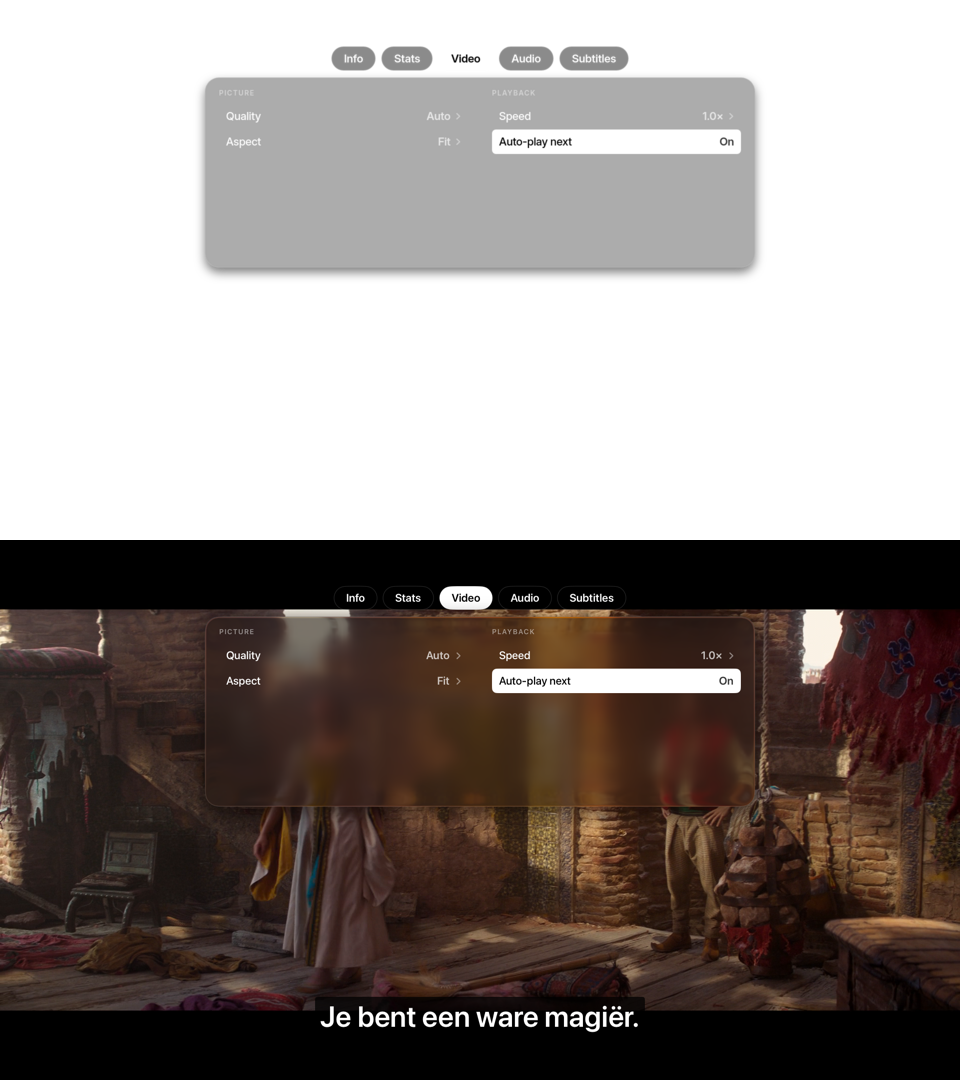 Info Stats Video Audio Subtitles
PICTURE PLAYBACK
Quality Auto Speed 1.0×
Aspect Fit Auto-play next On
Info Stats Video Audio Subtitles
PICTURE PLAYBACK
Quality Auto Speed 1.0×
Aspect Fit Auto-play next On
Je bent een ware magiër.